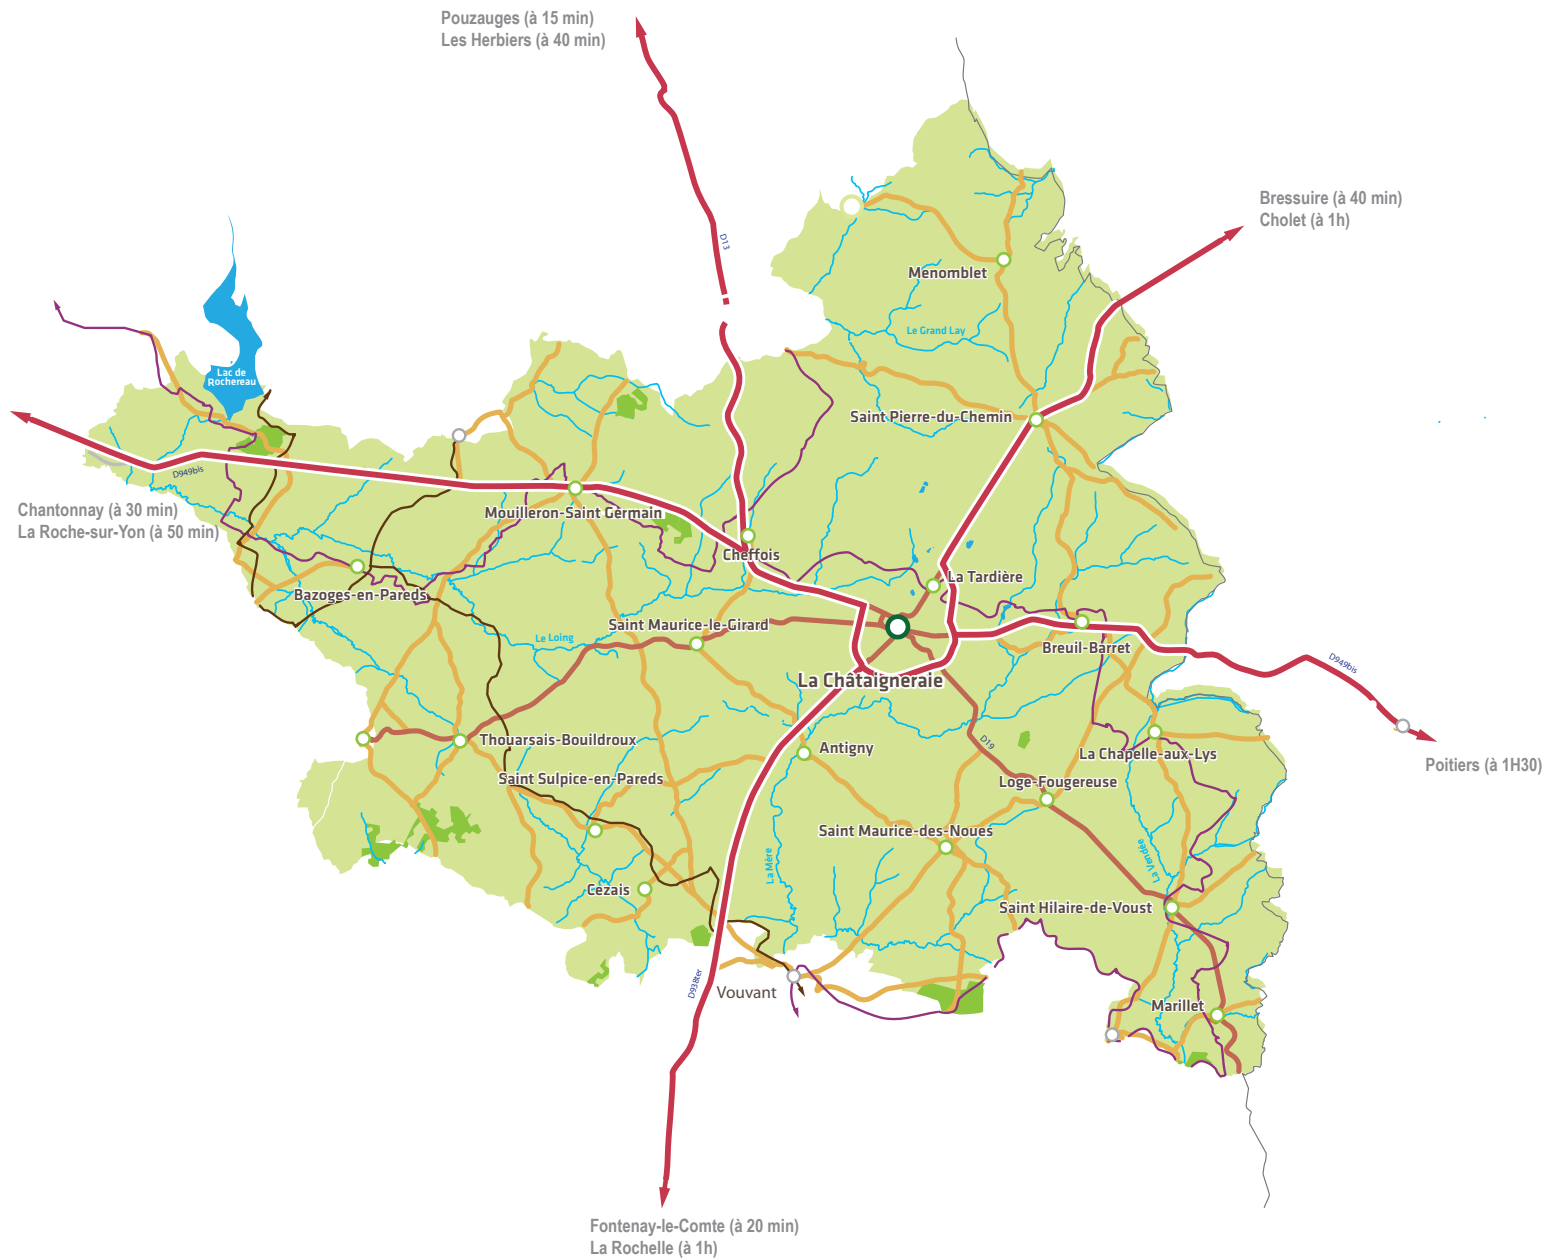 Pouzauges (à 15 min)
Les Herbiers (à 40 min)
Bressuire (à 40 min)
Cholet (à 1h)
D13
Menomblet
Le Grand Lay
Lac de
Rochereau
Saint Pierre-du-Chemin
D949bis
Chantonnay (à 30 min)
La Roche-sur-Yon (à 50 min)
Mouilleron-Saint Germain
Cheffois
La Tardière
Bazoges-en-Pareds
Saint Maurice-le-Girard
Le Loing
Breuil-Barret
D949bis
La Châtaigneraie
Thouarsais-Bouildroux
Antigny
D19
La Chapelle-aux-Lys
Poitiers (à 1H30)
Saint Sulpice-en-Pareds
Loge-Fougereuse
Saint Maurice-des-Noues
La Mère
La Vendée
Cezais
Saint Hilaire-de-Voust
D938ter
Vouvant
Marillet
Fontenay-le-Comte (à 20 min)
La Rochelle (à 1h)